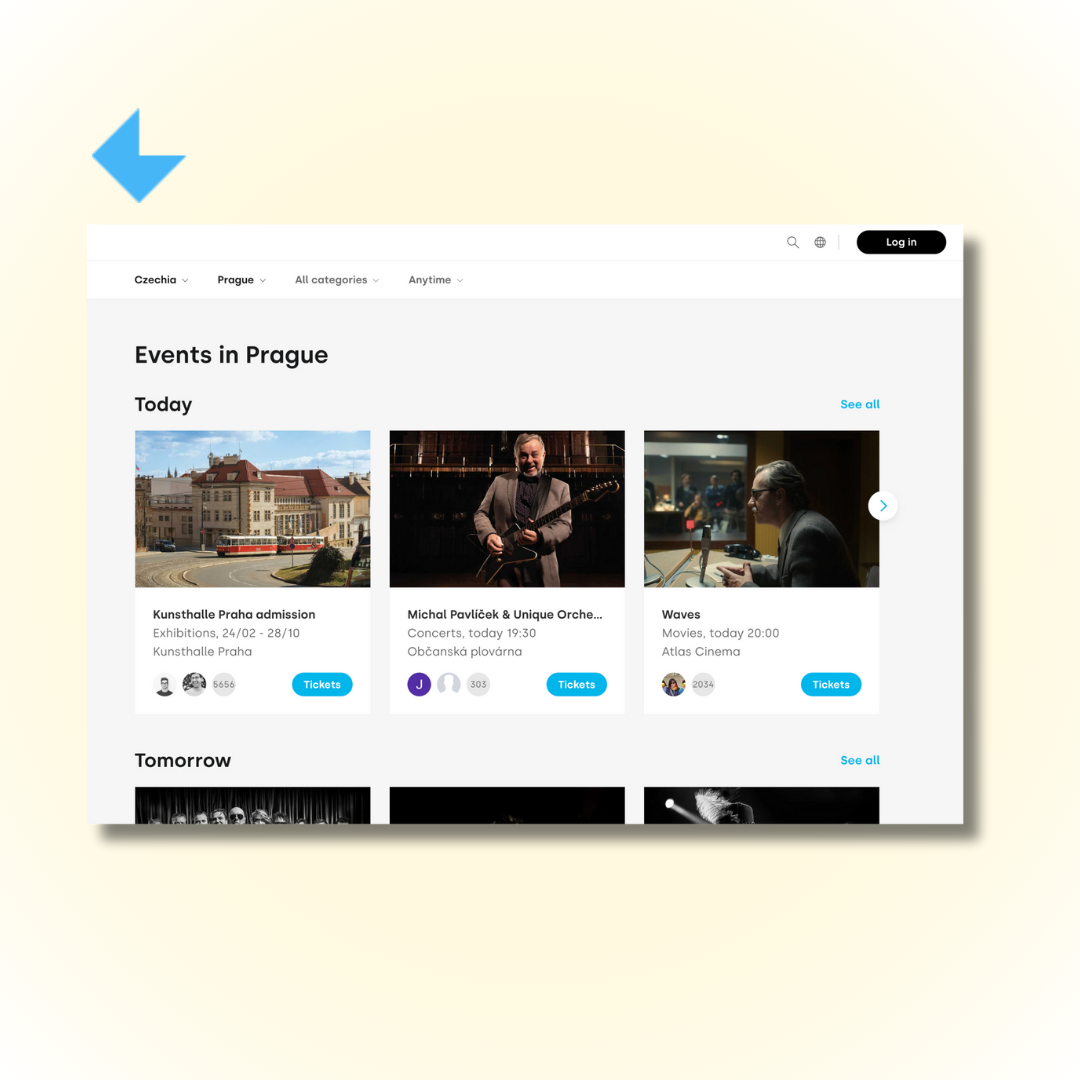 Log in
Czechia Prague All categories Anytime
Events in Prague
Today See all
Kunsthalle Praha admission
Exhibitions, 24/02 - 28/10
Kunsthalle Praha
5656 Tickets
Michal Pavlíček & Unique Orche...
Concerts, today 19:30
Občanská plovárna
J 303 Tickets
Waves
Movies, today 20:00
Atlas Cinema
2034 Tickets
Tomorrow See all